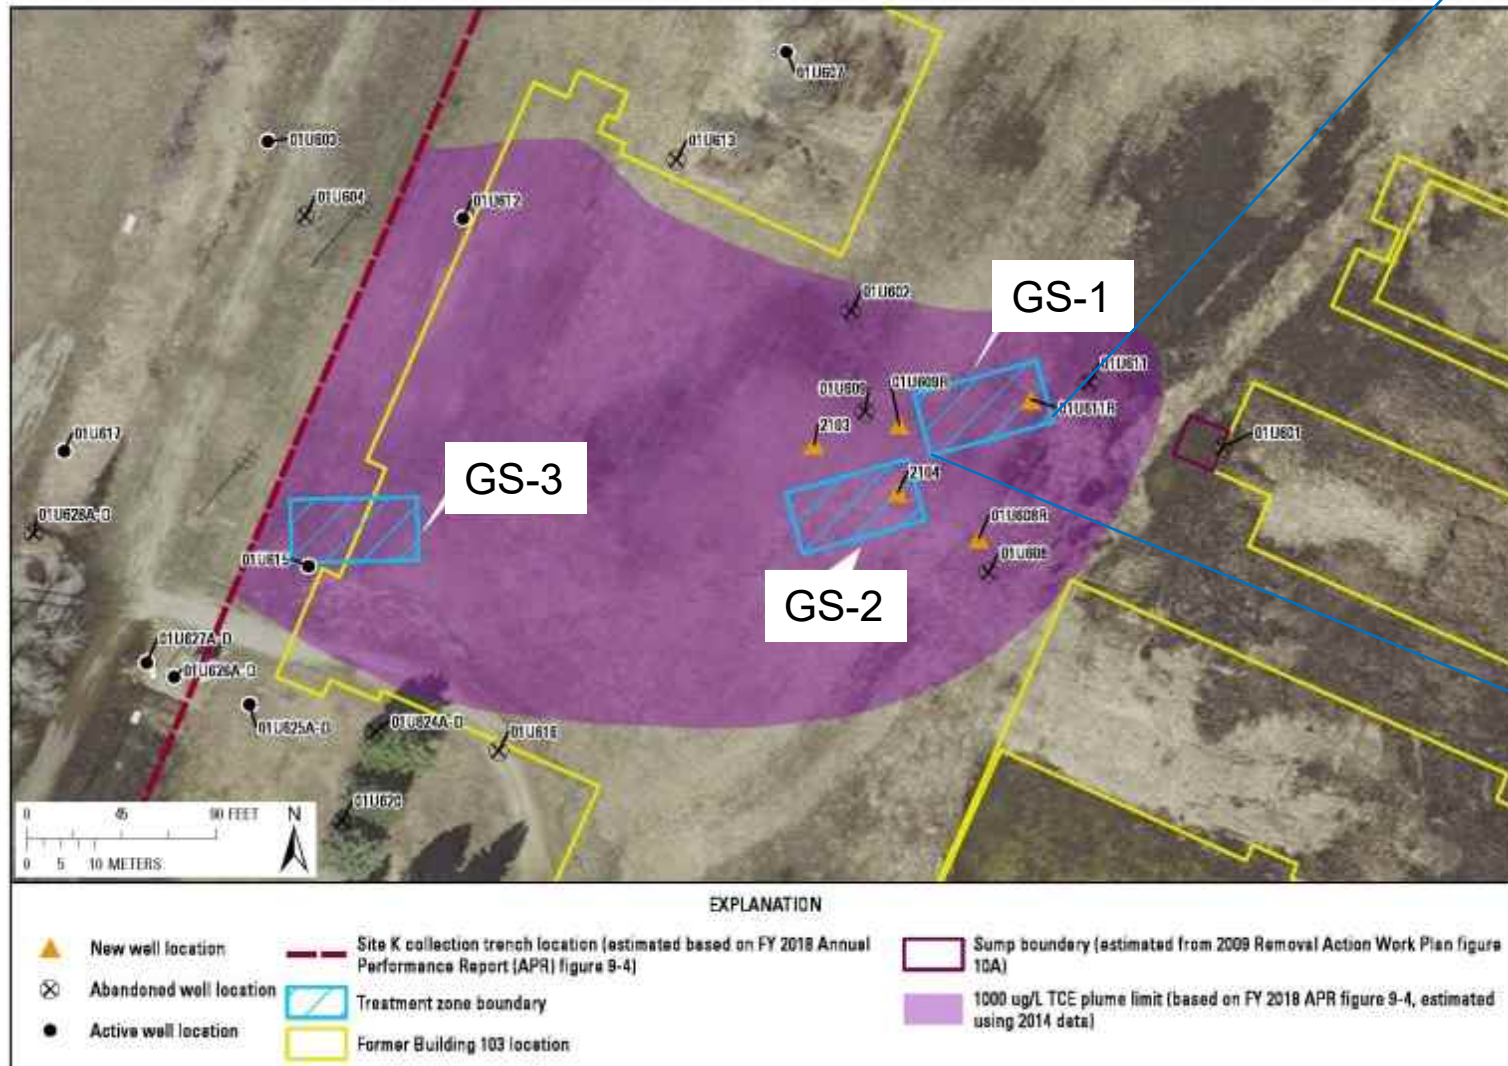 01U607
01U603
01U613
01U604
01U612
01U602
GS-1
01U611
01U609
01U609R
01U611R
2103
01U617
01U601
GS-3
2104
01U628A-D
01U608R
01U615
01U608
GS-2
01U627A-D
01U626A-D
01U625A-D
01U624A-D
01U616
01U620
0 45 90 FEET
N
0 5 10 METERS
EXPLANATION
New well location
Abandoned well location
Active well location
Site K collection trench location (estimated based on FY 2018 Annual
Performance Report (APR) figure 9-4)
Treatment zone boundary
Former Building 103 location
Sump boundary (estimated from 2009 Removal Action Work Plan figure
10A)
1000 ug/L TCE plume limit (based on FY 2018 APR figure 9-4, estimated
using 2014 data)